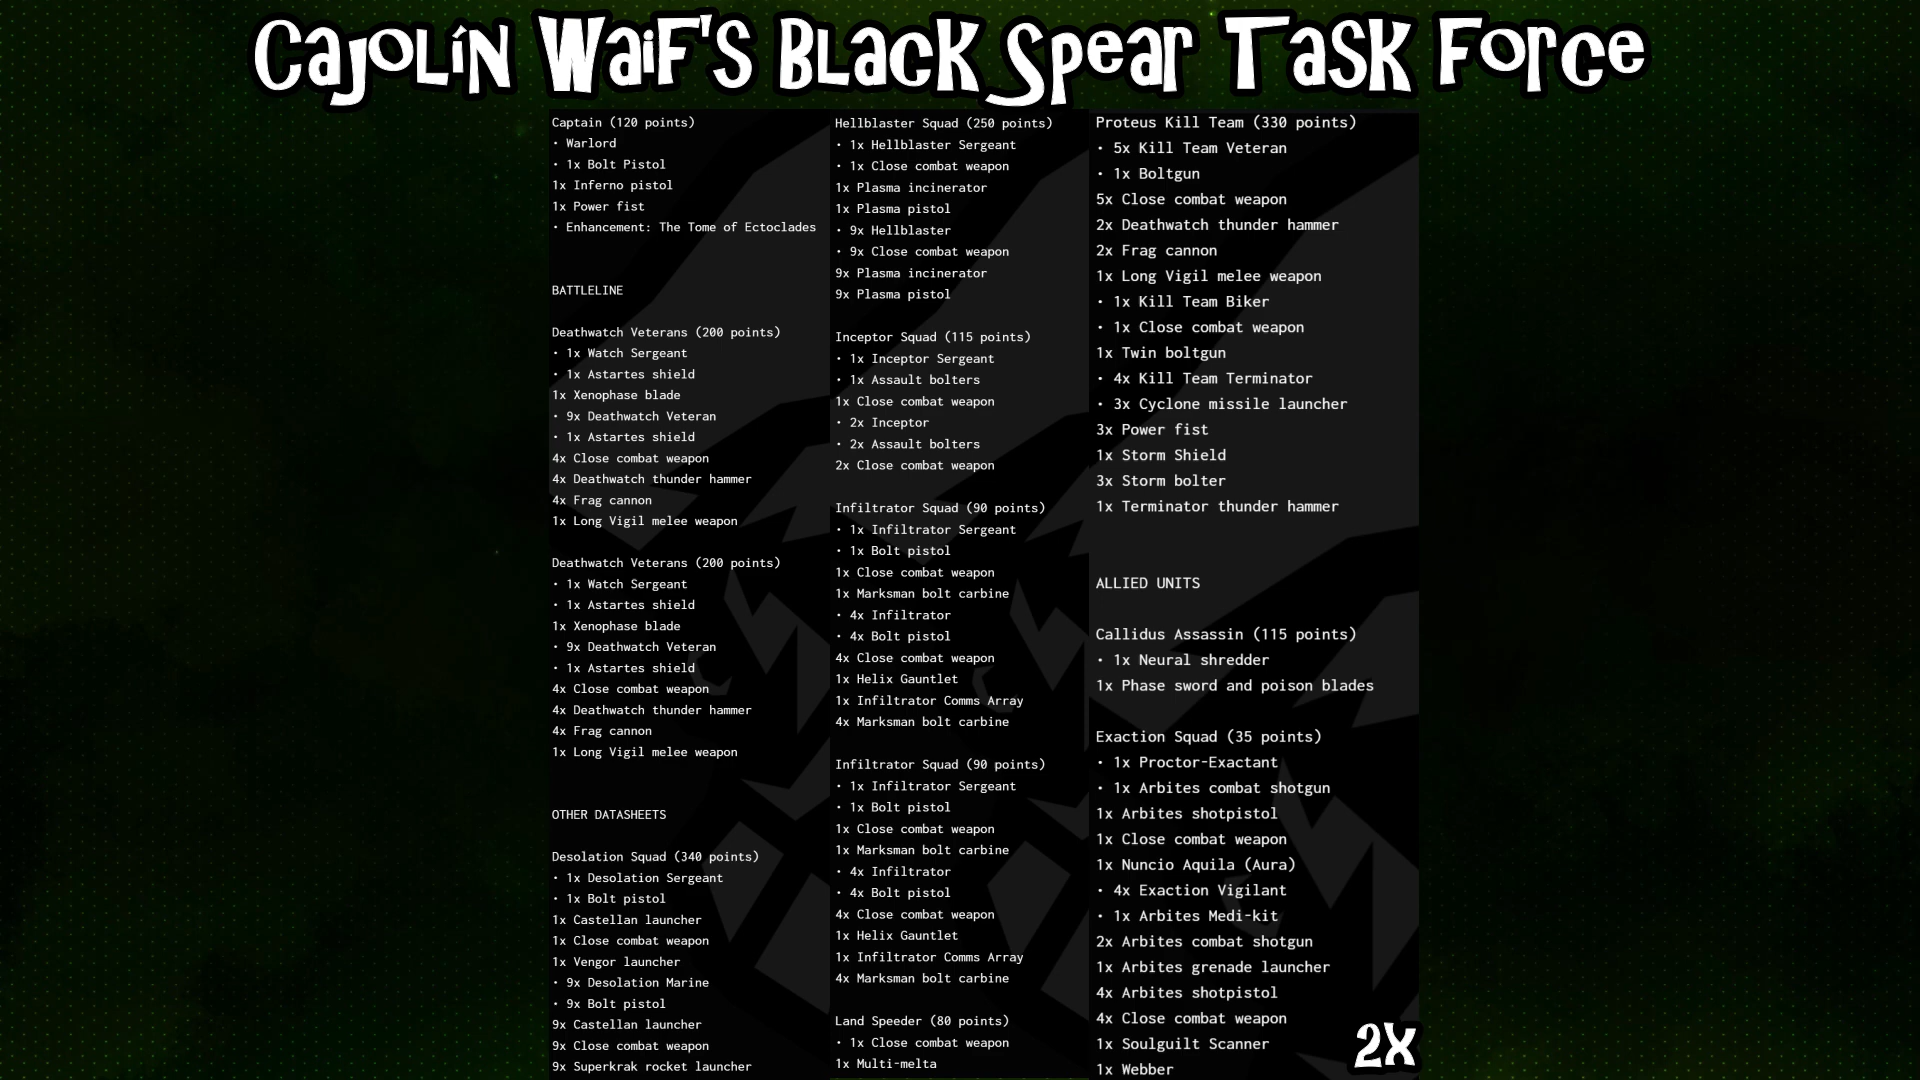 Cajolín Waif's Black Spear Task Force
Captain (120 points)
• Warlord
• 1x Bolt Pistol
1x Inferno pistol
1x Power fist
• Enhancement: The Tome of Ectoclades
BATTLELINE
Deathwatch Veterans (200 points)
• 1x Watch Sergeant
• 1x Astartes shield
1x Xenophase blade
• 9x Deathwatch Veteran
• 1x Astartes shield
4x Close combat weapon
4x Deathwatch thunder hammer
4x Frag cannon
1x Long Vigil melee weapon
Deathwatch Veterans (200 points)
• 1x Watch Sergeant
• 1x Astartes shield
1x Xenophase blade
• 9x Deathwatch Veteran
• 1x Astartes shield
4x Close combat weapon
4x Deathwatch thunder hammer
4x Frag cannon
1x Long Vigil melee weapon
OTHER DATASHEETS
Desolation Squad (340 points)
• 1x Desolation Sergeant
• 1x Bolt pistol
1x Castellan launcher
1x Close combat weapon
1x Vengor launcher
• 9x Desolation Marine
• 9x Bolt pistol
9x Castellan launcher
9x Close combat weapon
9x Superkrak rocket launcher
Hellblaster Squad (250 points)
• 1x Hellblaster Sergeant
• 1x Close combat weapon
1x Plasma incinerator
1x Plasma pistol
• 9x Hellblaster
• 9x Close combat weapon
9x Plasma incinerator
9x Plasma pistol
Inceptor Squad (115 points)
• 1x Inceptor Sergeant
• 1x Assault bolters
1x Close combat weapon
• 2x Inceptor
• 2x Assault bolters
2x Close combat weapon
Infiltrator Squad (90 points)
• 1x Infiltrator Sergeant
• 1x Bolt pistol
1x Close combat weapon
1x Marksman bolt carbine
• 4x Infiltrator
• 4x Bolt pistol
4x Close combat weapon
1x Helix Gauntlet
1x Infiltrator Comms Array
4x Marksman bolt carbine
Infiltrator Squad (90 points)
• 1x Infiltrator Sergeant
• 1x Bolt pistol
1x Close combat weapon
1x Marksman bolt carbine
• 4x Infiltrator
• 4x Bolt pistol
4x Close combat weapon
1x Helix Gauntlet
1x Infiltrator Comms Array
4x Marksman bolt carbine
Land Speeder (80 points)
• 1x Close combat weapon
1x Multi-melta
Proteus Kill Team (330 points)
• 5x Kill Team Veteran
• 1x Boltgun
5x Close combat weapon
2x Deathwatch thunder hammer
2x Frag cannon
1x Long Vigil melee weapon
• 1x Kill Team Biker
• 1x Close combat weapon
1x Twin boltgun
• 4x Kill Team Terminator
• 3x Cyclone missile launcher
3x Power fist
1x Storm Shield
3x Storm bolter
1x Terminator thunder hammer
ALLIED UNITS
Callidus Assassin (115 points)
• 1x Neural shredder
1x Phase sword and poison blades
Exaction Squad (35 points)
• 1x Proctor-Exactant
• 1x Arbites combat shotgun
1x Arbites shotpistol
1x Close combat weapon
1x Nuncio Aquila (Aura)
• 4x Exaction Vigilant
• 1x Arbites Medi-kit
2x Arbites combat shotgun
1x Arbites grenade launcher
4x Arbites shotpistol
4x Close combat weapon
1x Soulguilt Scanner
1x Webber
2X